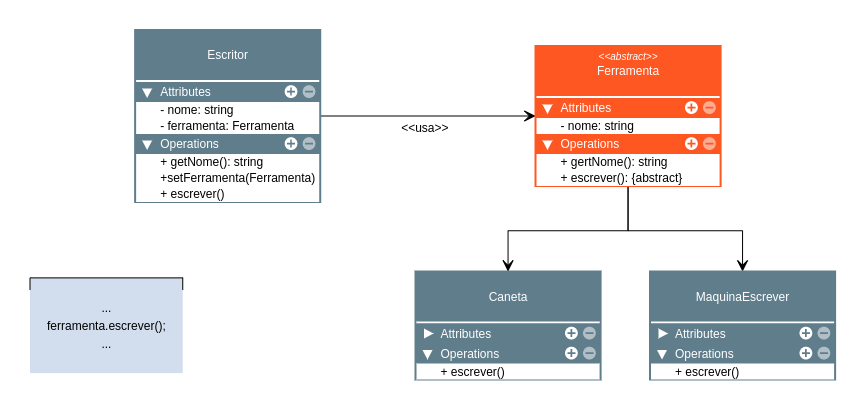 Escritor
Attributes
- nome: string
- ferramenta: Ferramenta
Operations
+ getNome(): string
+setFerramenta(Ferramenta)
+ escrever()
<<usa>>
<<abstract>>
Ferramenta
Attributes
- nome: string
Operations
+ gertNome(): string
+ escrever(): {abstract}
...
ferramenta.escrever();
...
Caneta
Attributes
Operations
+ escrever()
MaquinaEscrever
Attributes
Operations
+ escrever()